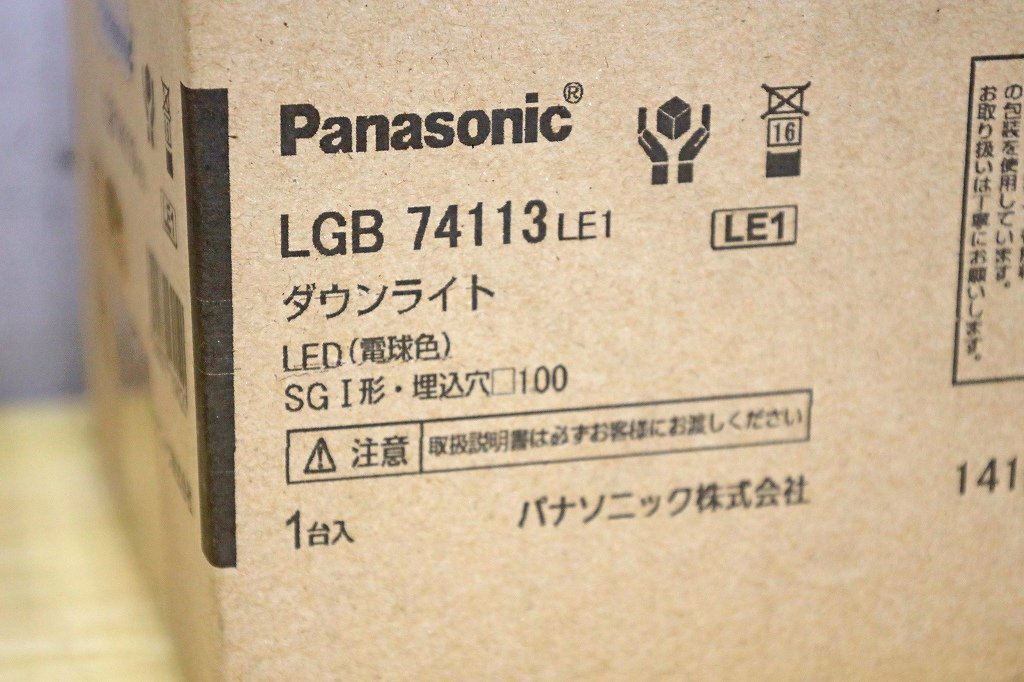 Panasonic®
16
LGB 74113 LE1
LE1
ダウンライト
LED(電球色)
SGⅠ形・埋込穴□100
注意
取扱説明書は必ずお客様にお渡しください
1台入
パナソニック株式会社
の包装を使用しています。
お取り扱いは丁寧にお願いします。
141
LE1